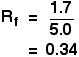 Rf = 1.7
5.0
= 0.34